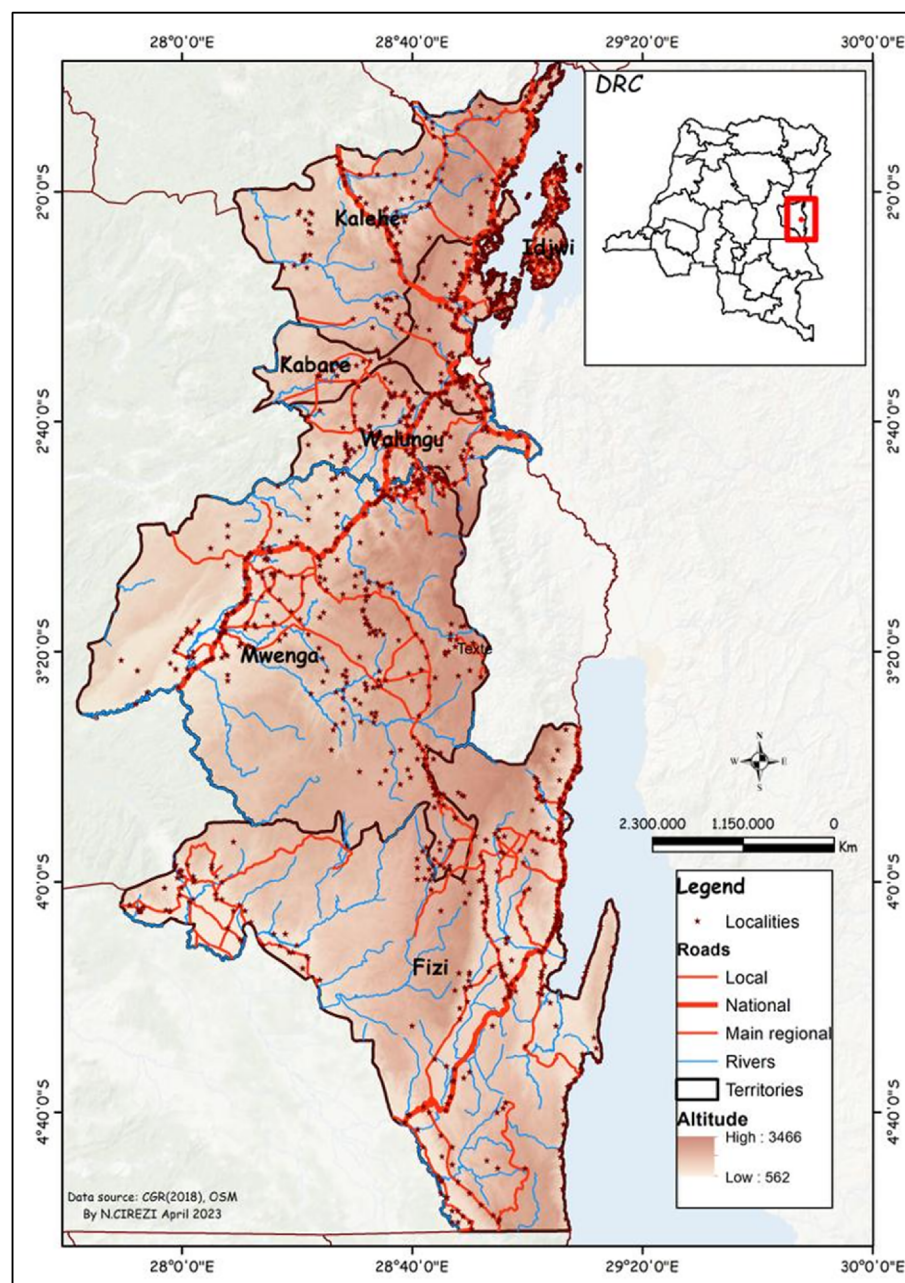 28°0'0"E 28°40'0"E 29°20'0"E 30°0'0"E
DRC
2°0'0"S 2°0'0"S
Kalehe
Idjwi
Kabare
2°40'0"S 2°40'0"S
Walungu
3°20'0"S 3°20'0"S
Mwenga
Texte
N
W E
S
2.300.000 1.150.000 0
Km
4°0'0"S 4°0'0"S
Fizi
Legend
Localities
Roads
Local
National
Main regional
Rivers
Territories
Altitude
High : 3466
Low : 562
4°40'0"S 4°40'0"S
Data source: CGR(2018), OSM
By N.CIREZI April 2023
28°0'0"E 28°40'0"E 29°20'0"E 30°0'0"E